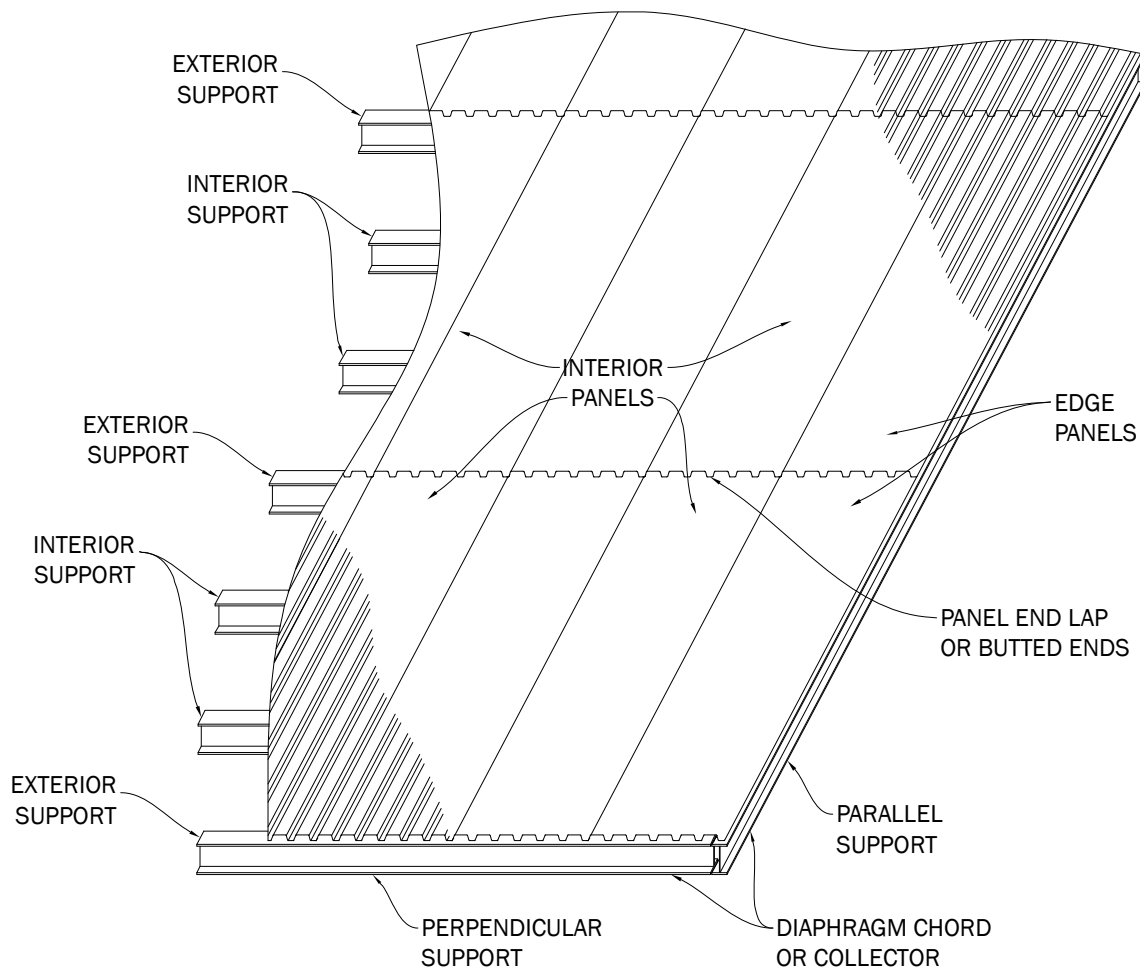 EXTERIOR
SUPPORT
INTERIOR
SUPPORT
INTERIOR
PANELS
EDGE
PANELS
EXTERIOR
SUPPORT
INTERIOR
SUPPORT
PANEL END LAP
OR BUTTED ENDS
EXTERIOR
SUPPORT
PARALLEL
SUPPORT
PERPENDICULAR
SUPPORT
DIAPHRAGM CHORD
OR COLLECTOR